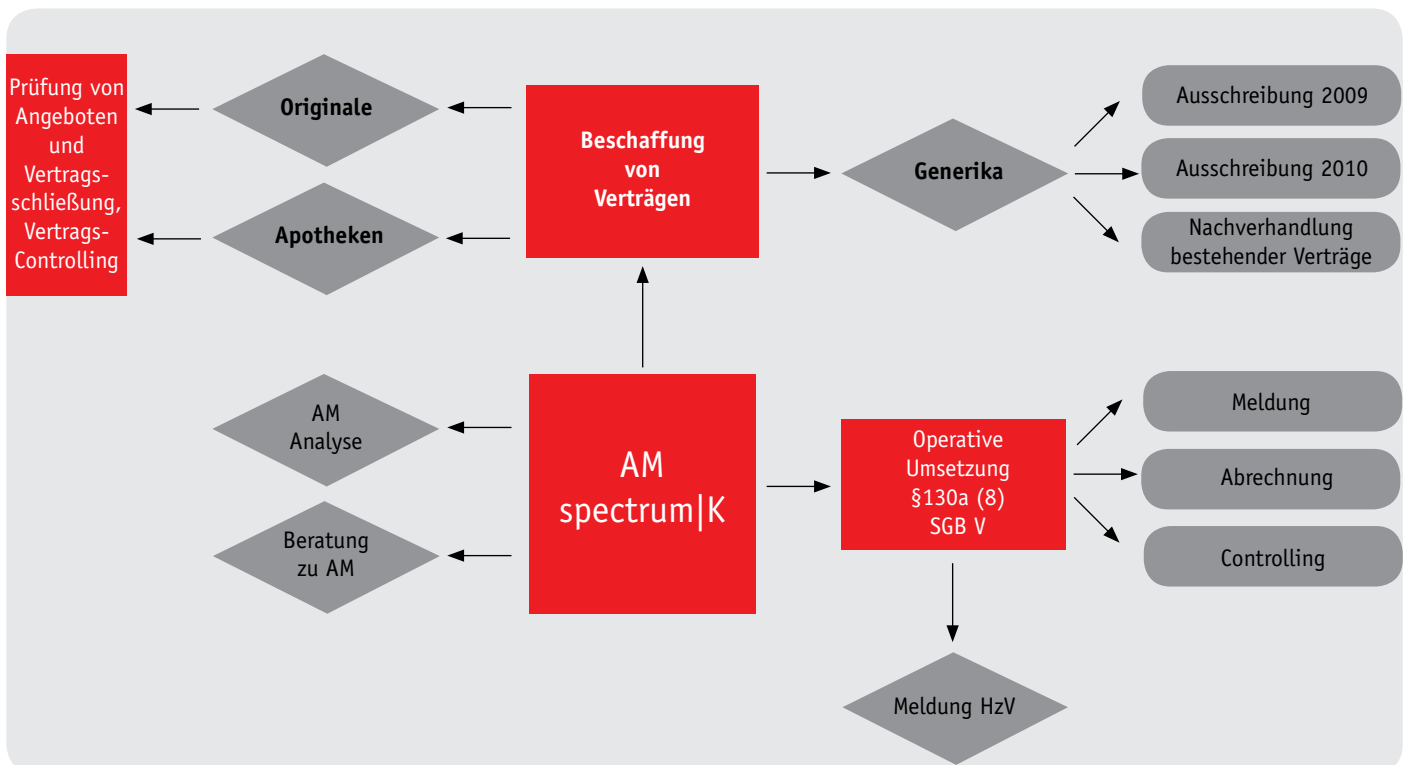 Prüfung von
Angeboten
und
Vertrags-
schließung,
Vertrags-
Controlling
Originale
Apotheken
Beschaffung
von
Verträgen
Generika
Ausschreibung 2009
Ausschreibung 2010
Nachverhandlung
bestehender Verträge
AM
Analyse
Beratung
zu AM
AM
spectrum|K
Operative
Umsetzung
§130a (8)
SGB V
Meldung
Abrechnung
Controlling
Meldung HzV